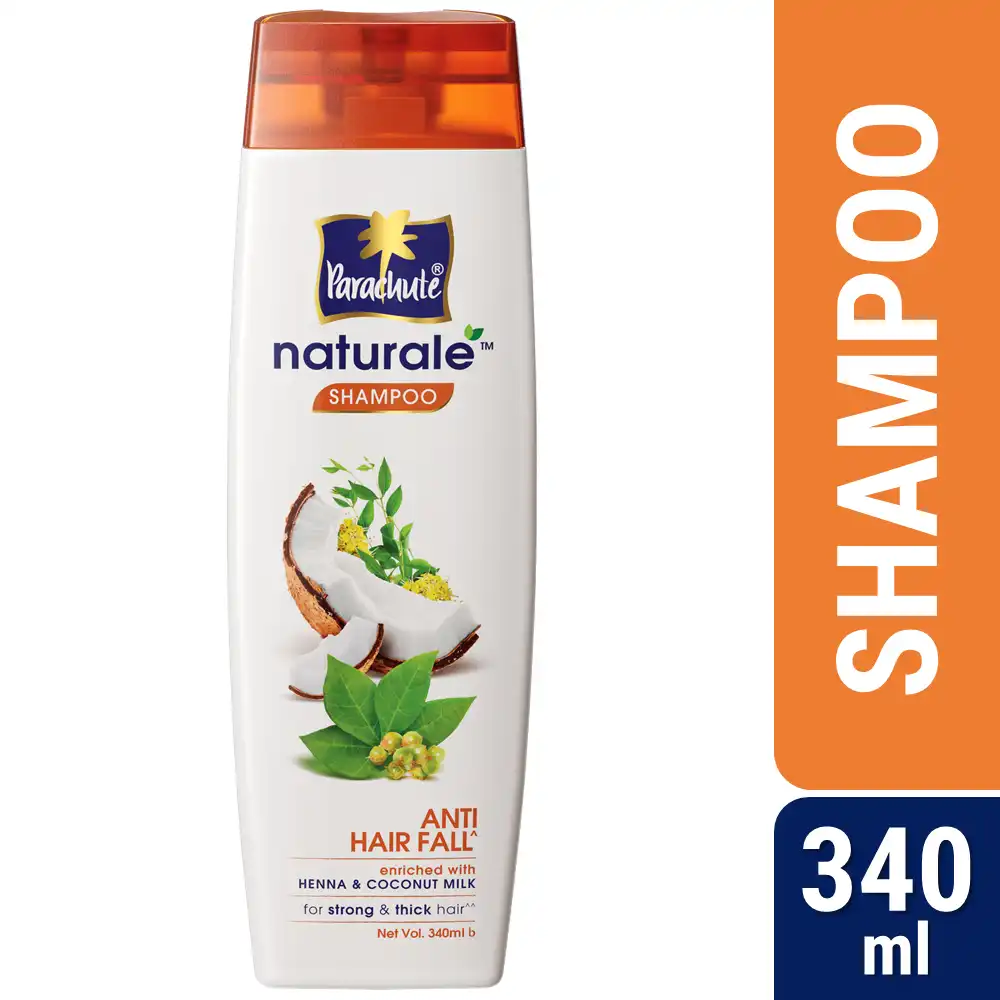 Parachute®
naturale™
SHAMPOO
ANTI
HAIR FALL^
enriched with
HENNA & COCONUT MILK
for strong & thick hair^^
Net Vol. 340ml b
SHAMPOO
340
ml